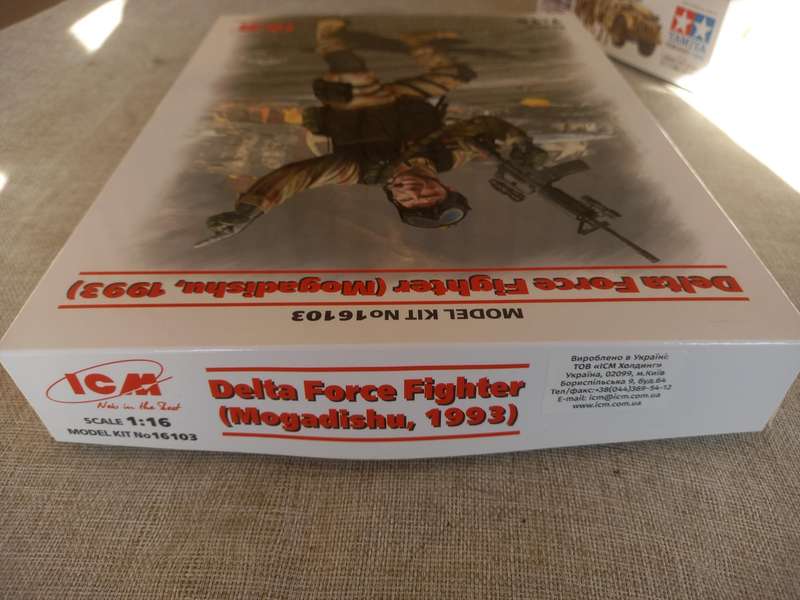 TAMIYA
Delta Force Fighter (Mogadishu, 1993)
MODEL KIT No16103
ICM
New in the Best
SCALE 1:16
MODEL KIT No16103
Delta Force Fighter
(Mogadishu, 1993)
Вироблено в Україні:
ТОВ «ІСМ Холдинг»
Україна, 02099, м.Київ
Бориспільська 9, буд.64
Тел/факс:+38(044)369-54-12
E-mail: icm@icm.com.ua
www.icm.com.ua